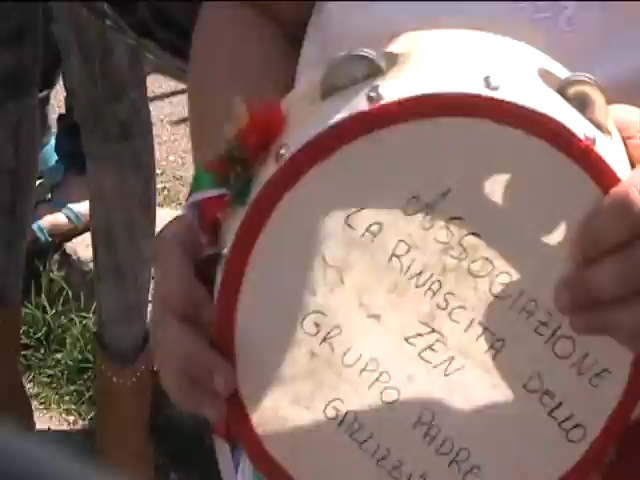 ASSOCIAZIONE
LA RINASCITA DELLO
ZEN
GRUPPO PADRE